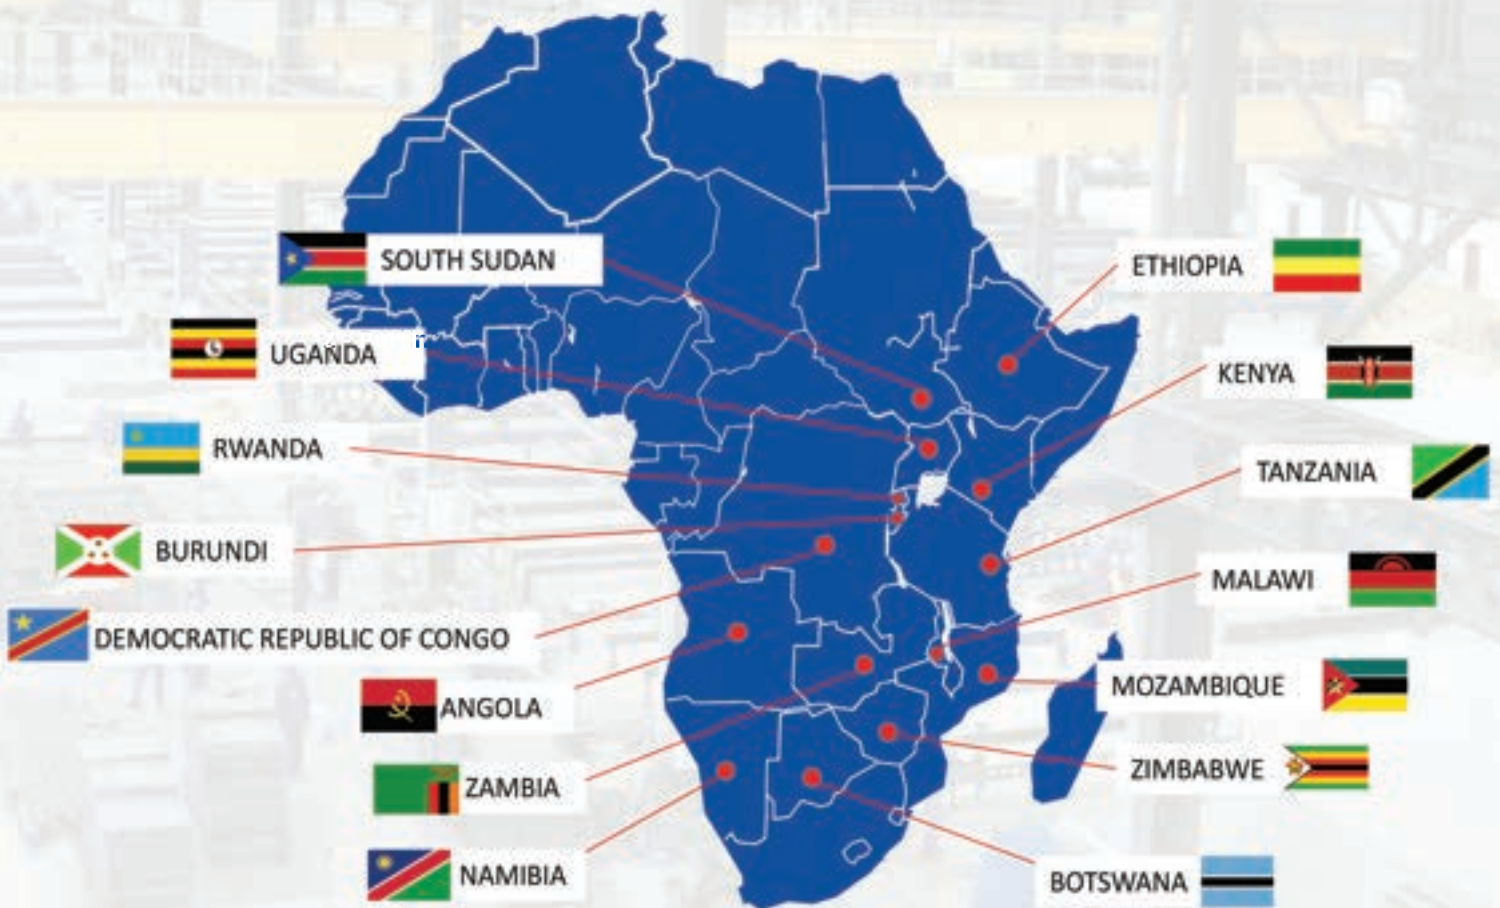 SOUTH SUDAN
ETHIOPIA
UGANDA
n
KENYA
RWANDA
TANZANIA
BURUNDI
MALAWI
DEMOCRATIC REPUBLIC OF CONGO
MOZAMBIQUE
ANGOLA
ZIMBABWE
ZAMBIA
NAMIBIA
BOTSWANA